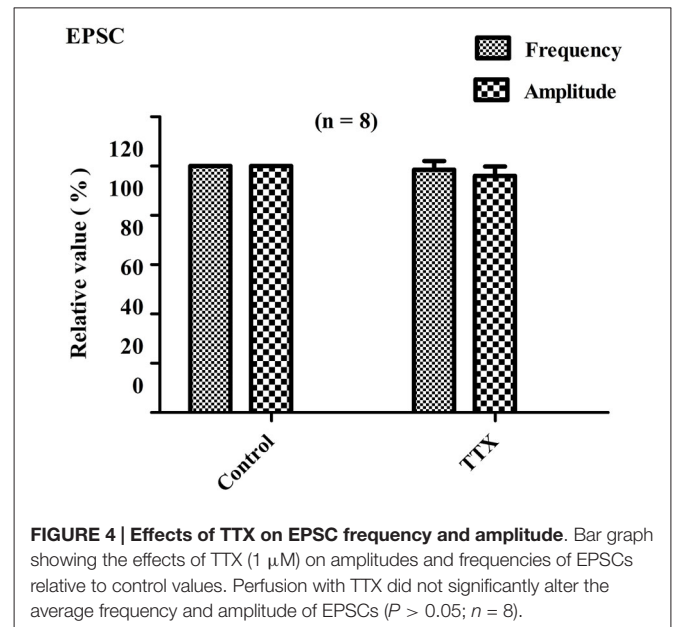 EPSC
Frequency
Amplitude
(n = 8)
Relative value ( % )
120
100
80
60
40
20
0
Control
TTX
FIGURE 4 | Effects of TTX on EPSC frequency and amplitude. Bar graph
showing the effects of TTX (1 μM) on amplitudes and frequencies of EPSCs
relative to control values. Perfusion with TTX did not significantly alter the
average frequency and amplitude of EPSCs (P > 0.05; n = 8).